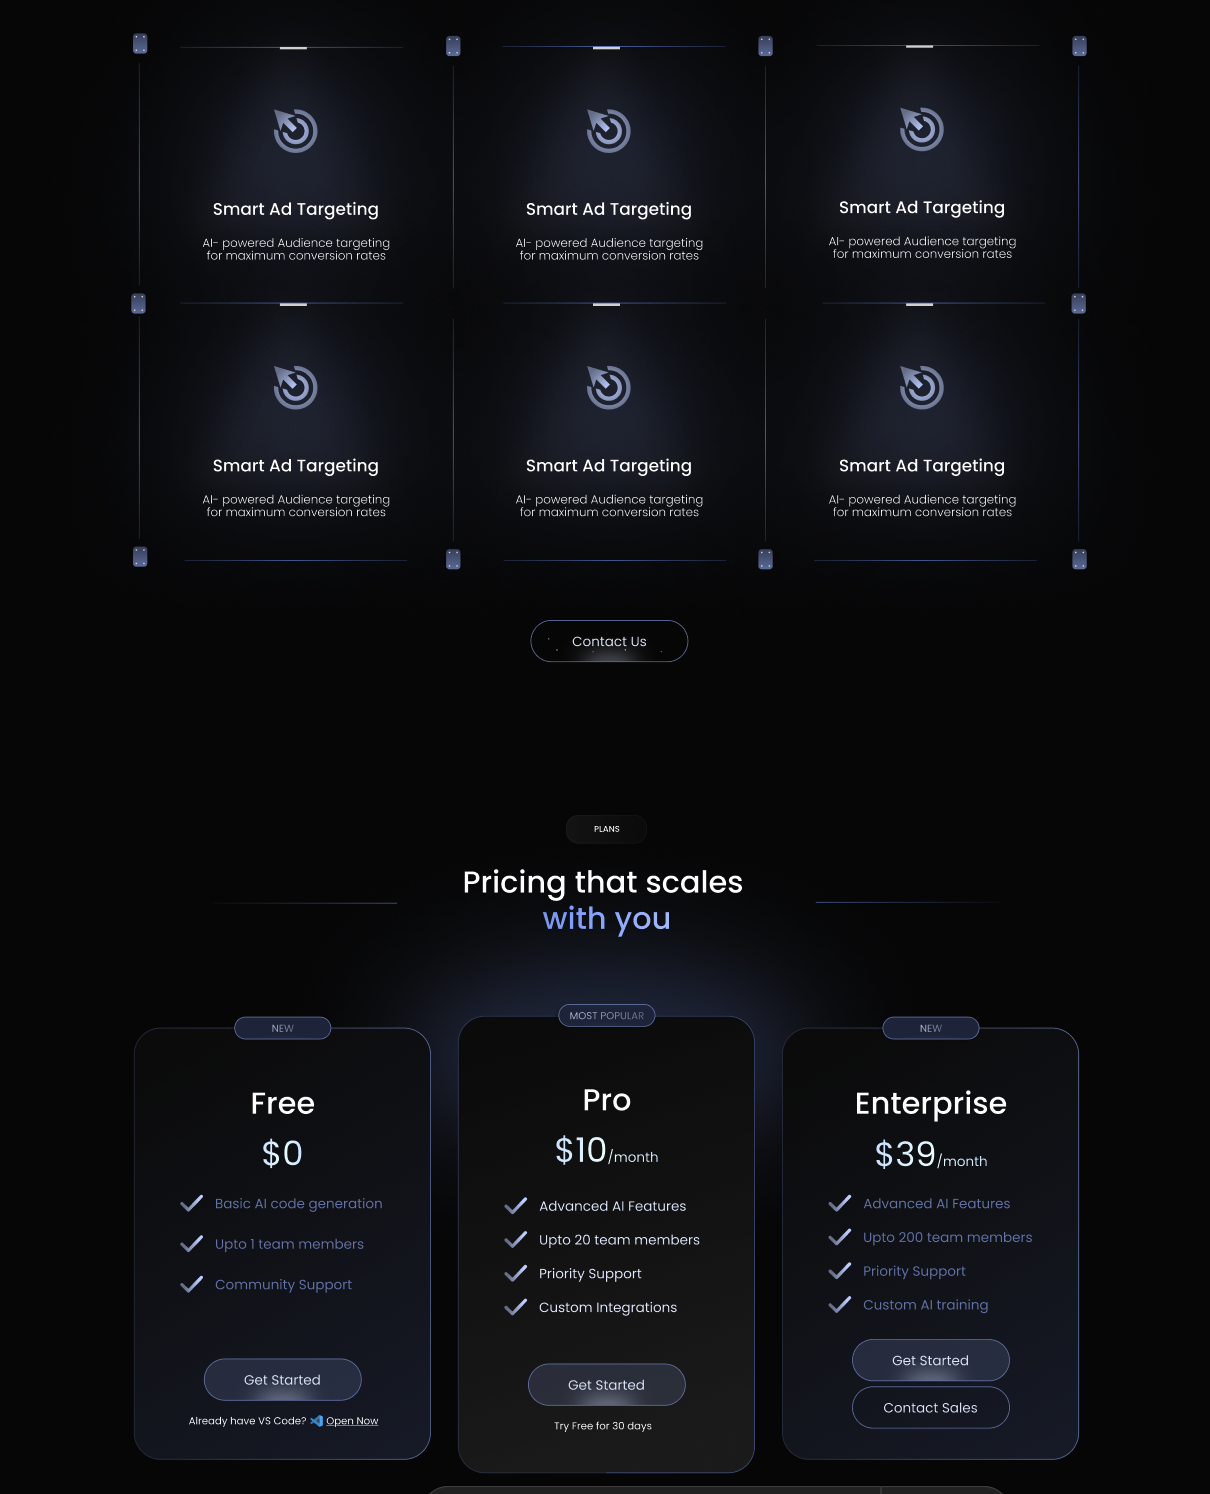 Smart Ad Targeting
AI- powered Audience targeting
for maximum conversion rates
Smart Ad Targeting
AI- powered Audience targeting
for maximum conversion rates
Smart Ad Targeting
AI- powered Audience targeting
for maximum conversion rates
Smart Ad Targeting
AI- powered Audience targeting
for maximum conversion rates
Smart Ad Targeting
AI- powered Audience targeting
for maximum conversion rates
Smart Ad Targeting
AI- powered Audience targeting
for maximum conversion rates
Contact Us
PLANS
Pricing that scales
with you
NEW
Free
$0
Basic AI code generation
Upto 1 team members
Community Support
Get Started
Already have VS Code? Open Now
MOST POPULAR
Pro
$10/month
Advanced AI Features
Upto 20 team members
Priority Support
Custom Integrations
Get Started
Try Free for 30 days
NEW
Enterprise
$39/month
Advanced AI Features
Upto 200 team members
Priority Support
Custom AI training
Get Started
Contact Sales